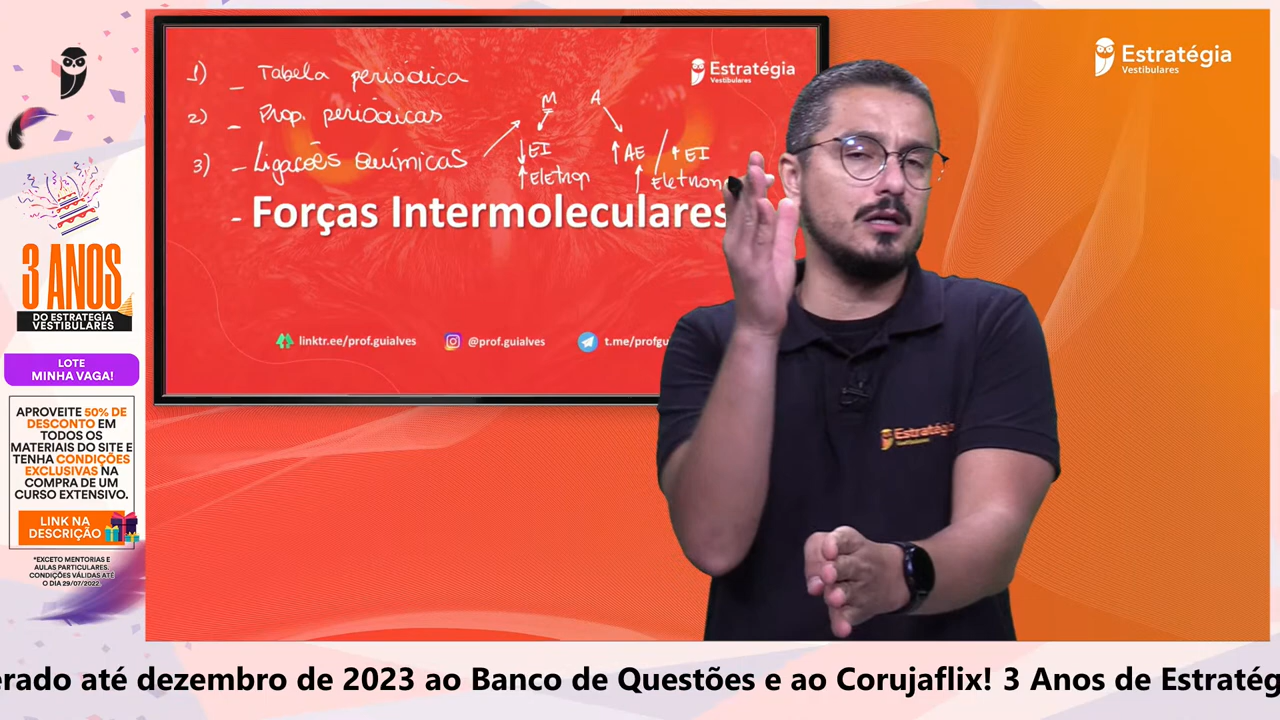 1) - Tabela periódica
2) - Prop. periódicas
3) - Ligações Químicas
M A
↓EI ↑AE / +EI
↑Eletrop ↑Eletron
- Forças Intermoleculares
linktr.ee/prof.guialves @prof.guialves t.me/profgu
Estratégia
Vestibulares
Estratégia
Vestibulares
Estratégia
Vestibulares
3 ANOS
DO ESTRATEGIA
VESTIBULARES
LOTE
MINHA VAGA!
APROVEITE 50% DE
DESCONTO EM
TODOS OS
MATERIAIS DO SITE E
TENHA CONDIÇÕES
EXCLUSIVAS NA
COMPRA DE UM
CURSO EXTENSIVO.
LINK NA
DESCRIÇÃO
*EXCETO MENTORIAS E
AULAS PARTICULARES.
CONDIÇÕES VÁLIDAS ATÉ
O DIA 29/07/2022.
erado até dezembro de 2023 ao Banco de Questões e ao Corujaflix! 3 Anos de Estratég